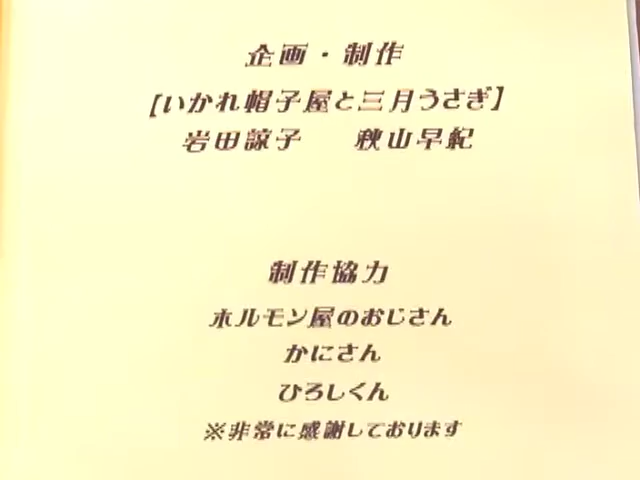 企画・制作
[いかれ帽子屋と三月うさぎ]
岩田諒子　　秋山早紀
制作協力
ホルモン屋のおじさん
かにさん
ひろしくん
※非常に感謝しております